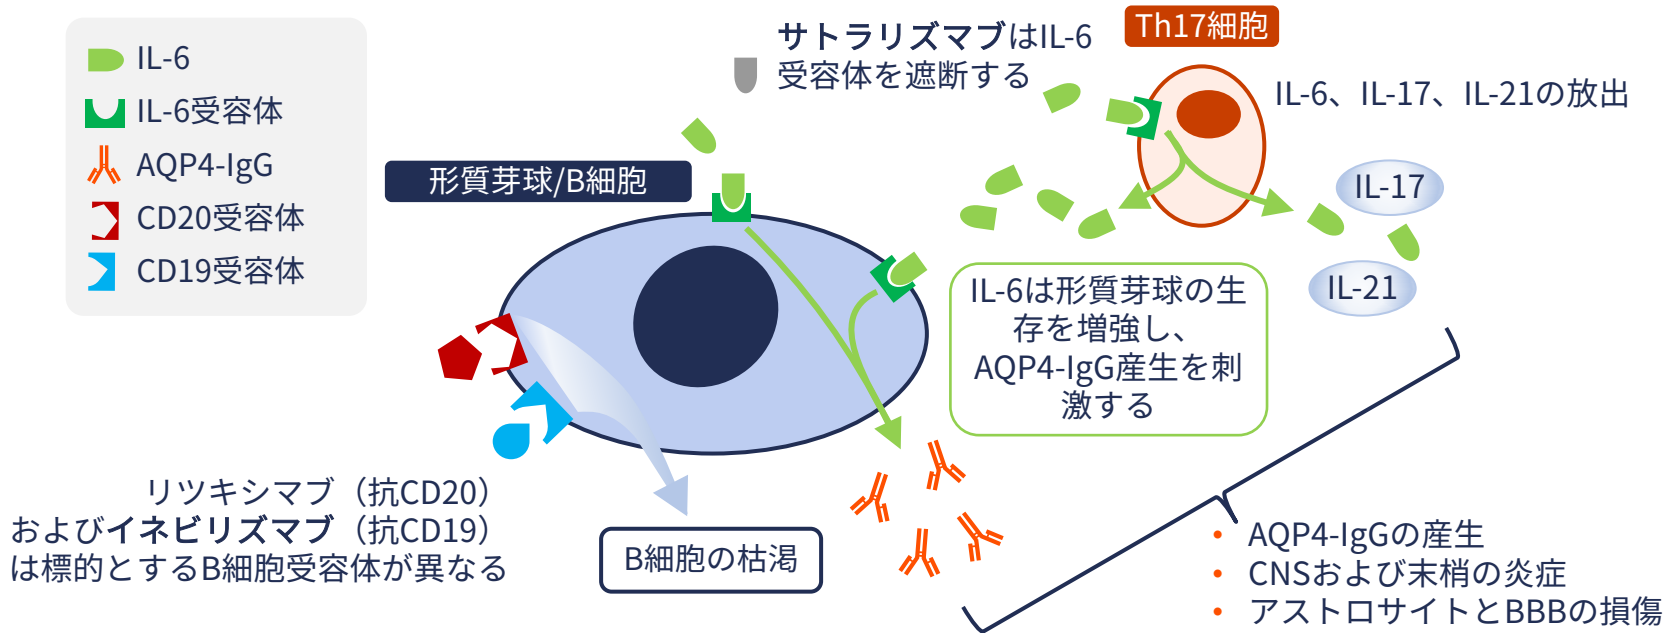 IL-6
IL-6受容体
AQP4-IgG
CD20受容体
CD19受容体
サトラリズマブはIL-6
受容体を遮断する
Th17細胞
IL-6、IL-17、IL-21の放出
IL-17
IL-21
形質芽球/B細胞
IL-6は形質芽球の生
存を増強し、
AQP4-IgG産生を刺
激する
リツキシマブ（抗CD20）
およびイネビリズマブ（抗CD19）
は標的とするB細胞受容体が異なる
B細胞の枯渇
• AQP4-IgGの産生
• CNSおよび末梢の炎症
• アストロサイトとBBBの損傷